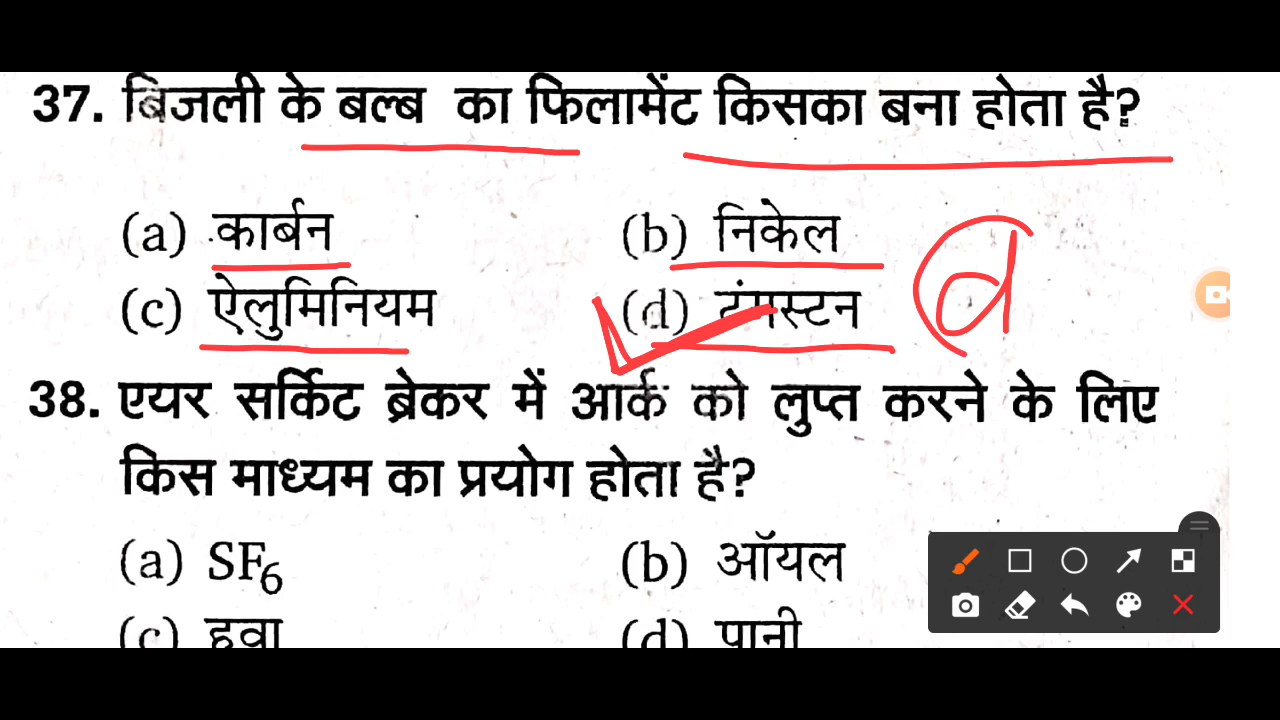 37. बिजली के बल्ब का फिलामेंट किसका बना होता है?
(a) कार्बन (b) निकेल
(c) ऐलुमिनियम (d) टंगस्टन
d
38. एयर सर्किट ब्रेकर में आर्क को लुप्त करने के लिए
किस माध्यम का प्रयोग होता है?
(a) SF6 (b) ऑयल
(c) हवा (d) पानी